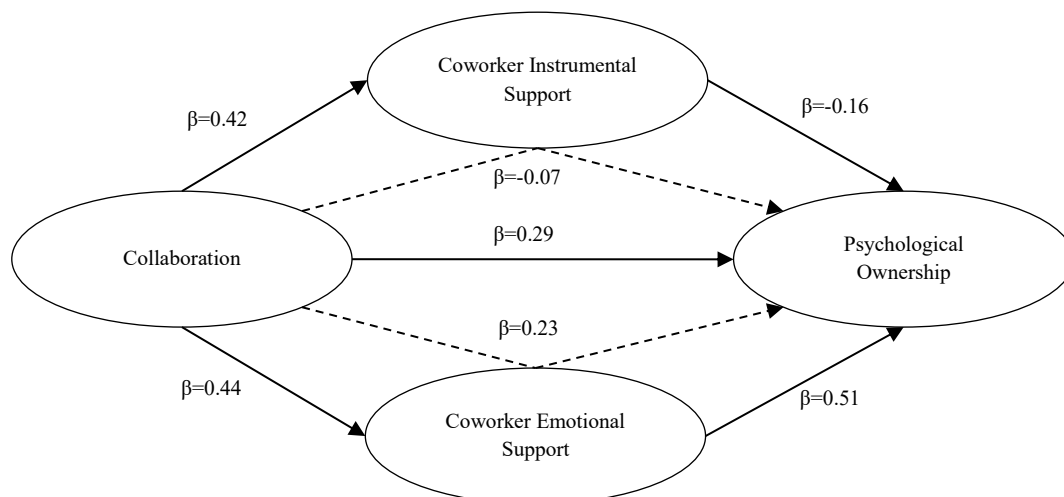 Coworker Instrumental
Support
β=0.42
β=-0.16
β=-0.07
β=0.29
Collaboration
Psychological
Ownership
β=0.23
β=0.44
β=0.51
Coworker Emotional
Support